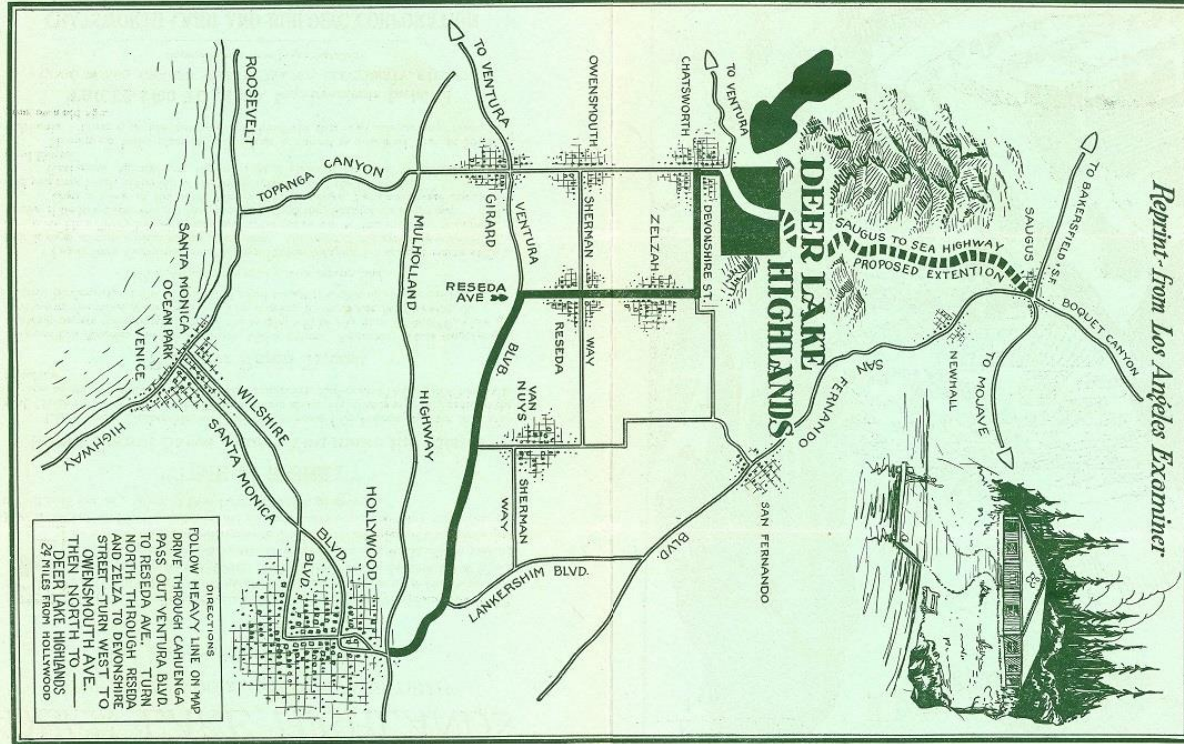 Reprint-from Los Angeles Examiner
TO BAKERSFIELD-S.F.
BOQUET CANYON
SAUGUS
TO MOJAVE
SAUGUS TO SEA HIGHWAY
PROPOSED EXTENTION
NEWHALL
SAN FERNANDO
BLVD.
DEER LAKE
HIGHLANDS
TO VENTURA
CHATSWORTH
DEVONSHIRE ST.
SAN FERNANDO
ZELZAH
OWENSMOUTH
SHERMAN WAY
RESEDA
VAN
NUYS
SHERMAN
WAY
LANKERSHIM BLVD.
TO VENTURA
GIRARD
VENTURA
BLVB.
RESEDA
AVE
TOPANGA CANYON
MULHOLLAND
HIGHWAY
HOLLYWOOD
ROOSEVELT
HIGHWAY
SANTA MONICA
OCEAN PARK
VENICE
WILSHIRE
BLVD.
SANTA MONICA
BLVD.
DIRECTIONS
FOLLOW HEAVY LINE ON MAP
DRIVE THROUGH CAHUENGA
PASS OUT VENTURA BLVD.
TO RESEDA AVE. TURN
NORTH THROUGH RESEDA
AND ZELZA TO DEVONSHIRE
STREET - TURN WEST TO
OWENSMOUTH AVE.
THEN NORTH TO
DEER LAKE HIGHLANDS
24 MILES FROM HOLLYWOOD